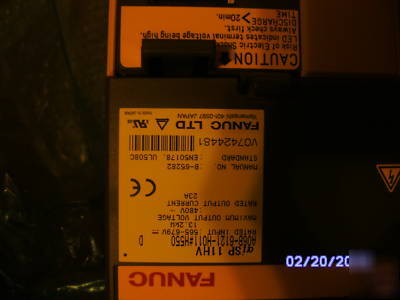 FANUC
αiSP 11HV
A06B-6121-H011#H550 D
RATED INPUT : 565-679V 13.2kW
MAXIMUM OUTPUT VOLTAGE
: 480V~
RATED OUTPUT CURRENT
23A
MANUAL NO. : B-65282
STANDARD : EN50178, UL508C
V07424481
FANUC LTD
Yamanashi 401-0597 JAPAN
CAUTION
Risk of Electric Shock
LED indicates terminal voltage being high.
Always check first.
DISCHARGE
TIME >20min.
02/20/20